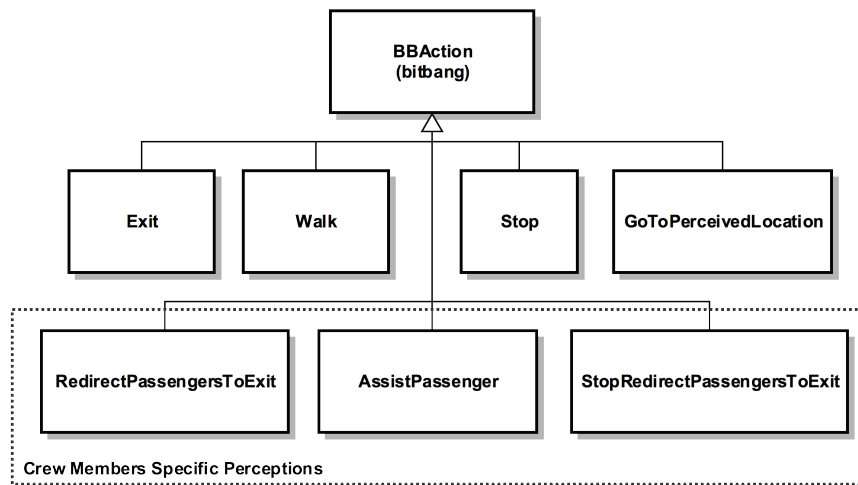 BBAction
(bitbang)
Exit
Walk
Stop
GoToPerceivedLocation
RedirectPassengersToExit
AssistPassenger
StopRedirectPassengersToExit
Crew Members Specific Perceptions